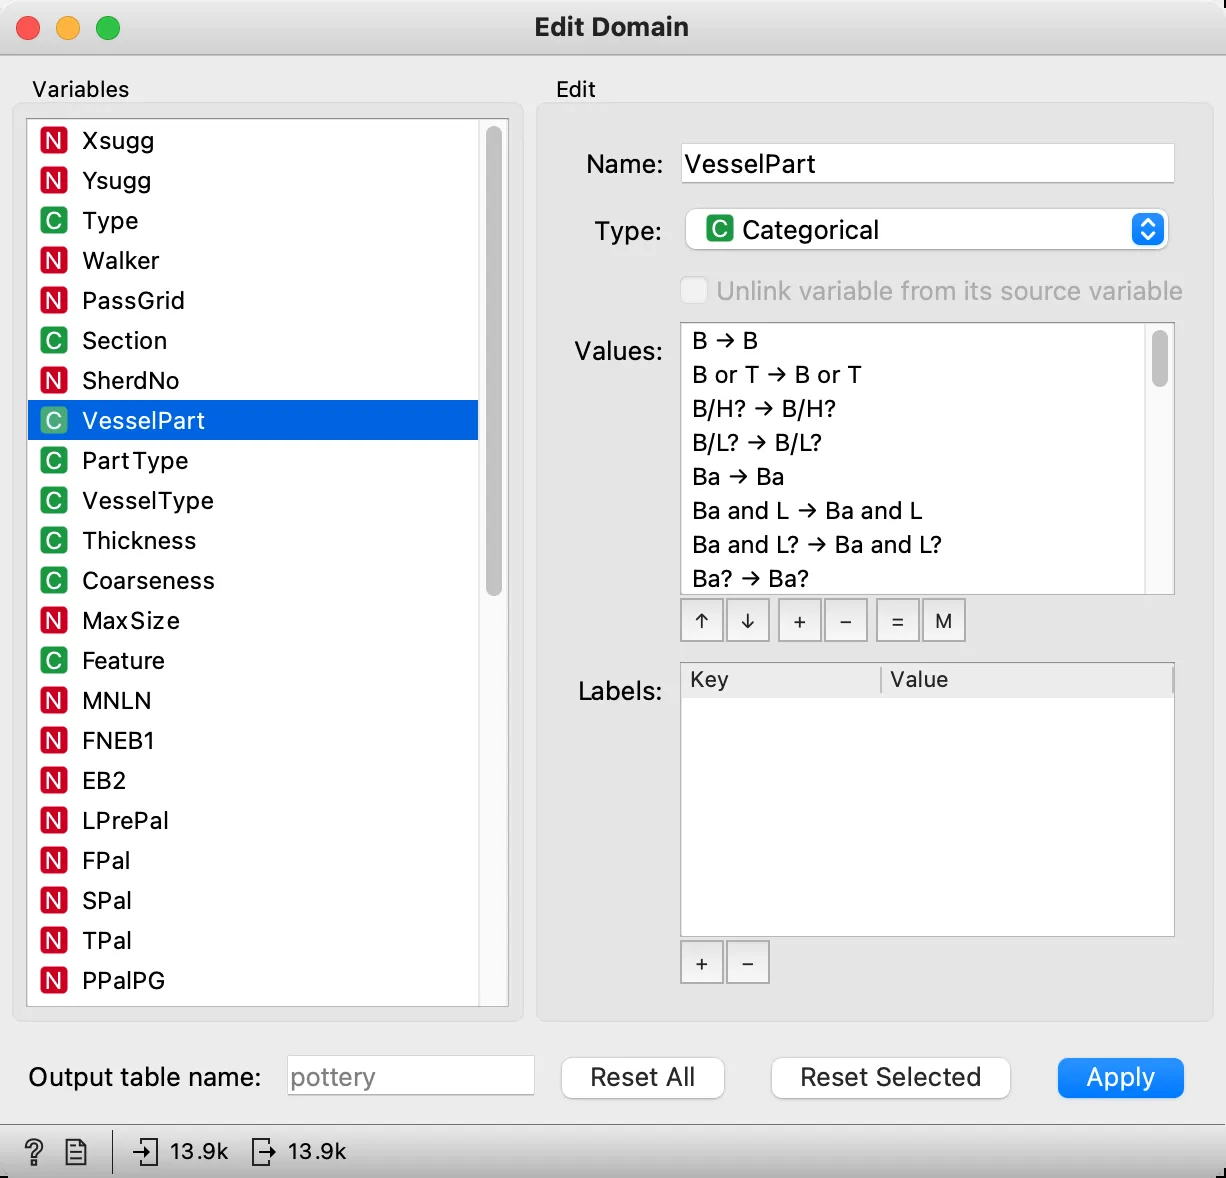 Edit Domain
Variables
N Xsugg
N Ysugg
C Type
N Walker
N PassGrid
C Section
N SherdNo
C VesselPart
C PartType
C VesselType
C Thickness
C Coarseness
N MaxSize
C Feature
N MNLN
N FNEB1
N EB2
N LPrePal
N FPal
N SPal
N TPal
N PPalPG
Edit
Name: VesselPart
Type: C Categorical
Unlink variable from its source variable
Values:
B → B
B or T → B or T
B/H? → B/H?
B/L? → B/L?
Ba → Ba
Ba and L → Ba and L
Ba and L? → Ba and L?
Ba? → Ba?
↑ ↓ + − = M
Labels:
Key Value
+ −
Output table name: pottery Reset All Reset Selected Apply
? 13.9k 13.9k